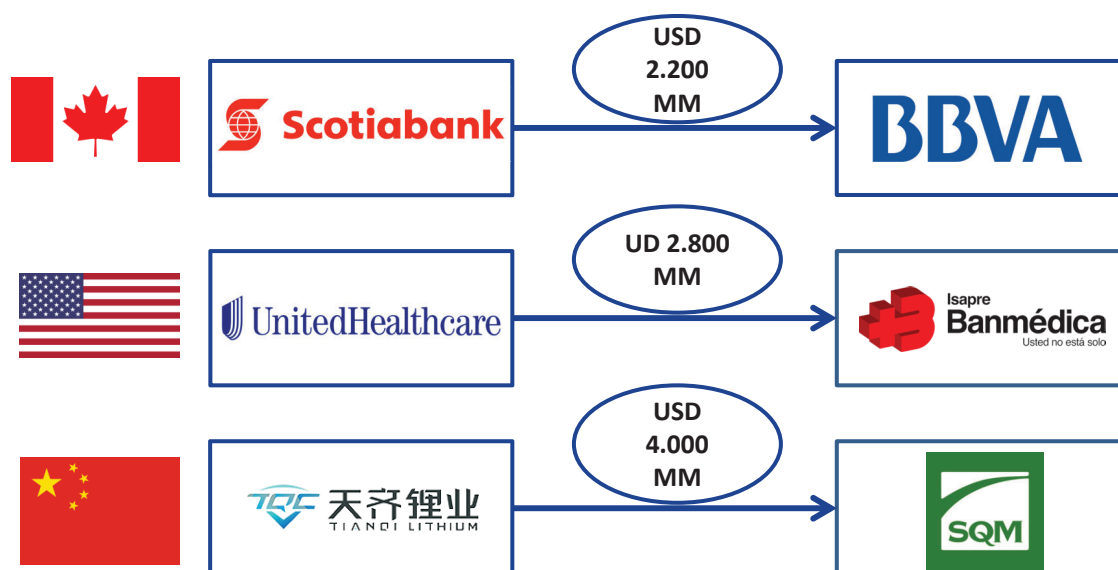 USD
2.200
MM
Scotiabank
BBVA
UD 2.800
MM
UnitedHealthcare
Isapre
Banmédica
Usted no está solo
USD
4.000
MM
TQC 天齐锂业
TIANQI LITHIUM
SQM